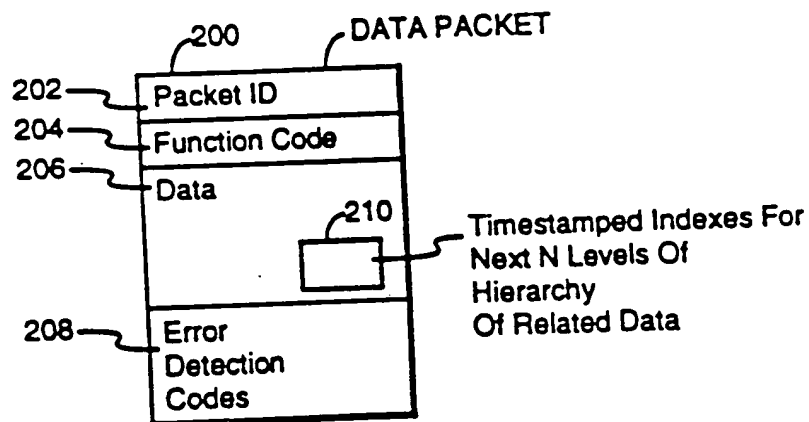 200
DATA PACKET
202
Packet ID
204
Function Code
206
Data
210
Timestamped Indexes For
Next N Levels Of
Hierarchy
Of Related Data
208
Error
Detection
Codes